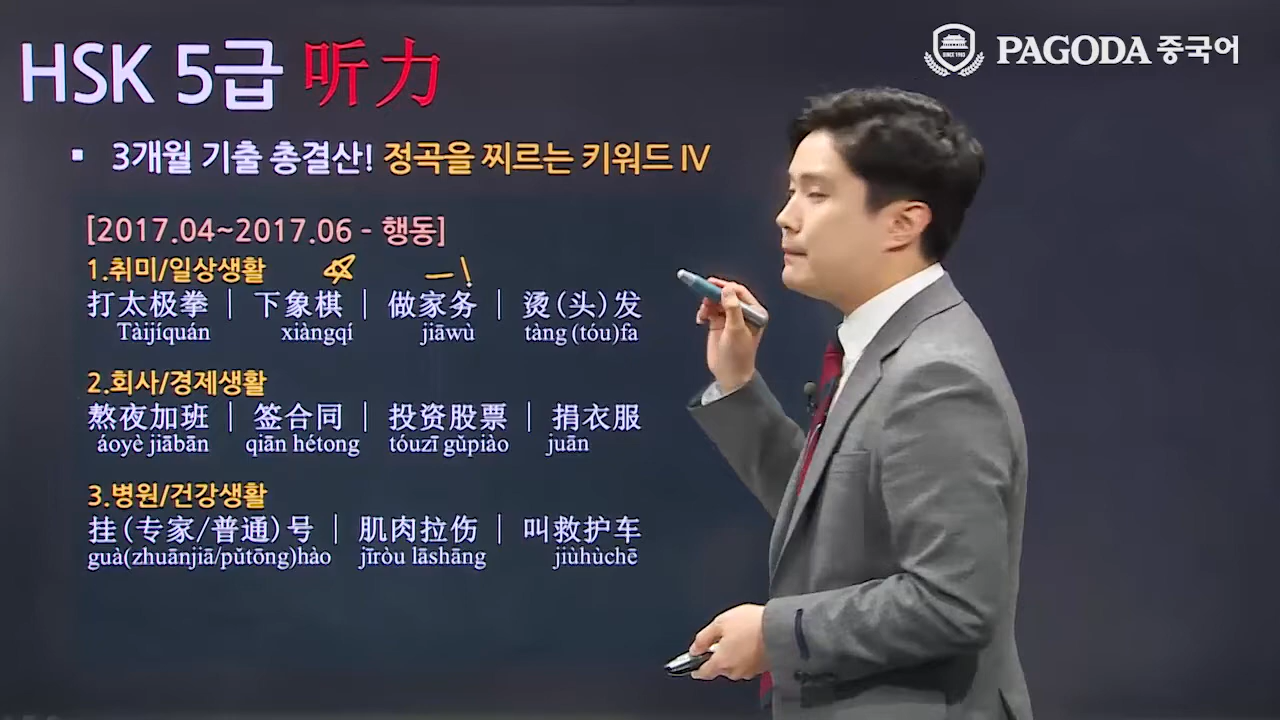 HSK 5급 听力
SINCE 1983
PAGODA 중국어
▪ 3개월 기출 총결산! 정곡을 찌르는 키워드 Ⅳ
[2017.04~2017.06 - 행동]
1.취미/일상생활
打太极拳 | 下象棋 | 做家务 | 烫(头)发
Tàijíquán xiàngqí jiāwù tàng (tóu)fa
2.회사/경제생활
熬夜加班 | 签合同 | 投资股票 | 捐衣服
áoyè jiābān qiān hétong tóuzī gǔpiào juān
3.병원/건강생활
挂(专家/普通)号 | 肌肉拉伤 | 叫救护车
guà(zhuānjiā/pǔtōng)hào jīròu lāshāng jiùhùchē